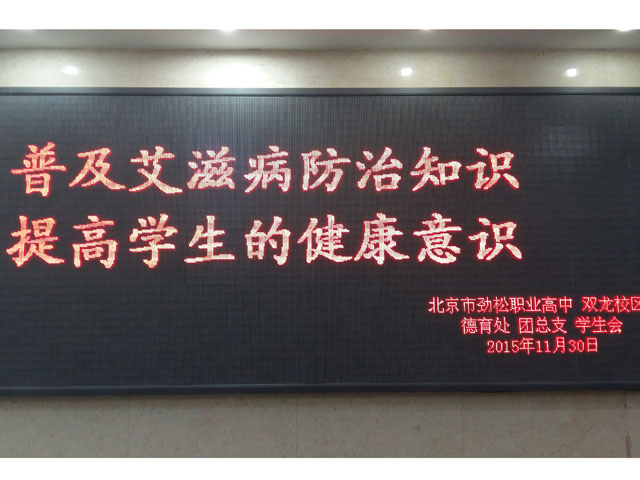 普及艾滋病防治知识
提高学生的健康意识
北京市劲松职业高中 双龙校区
德育处 团总支 学生会
2015年11月30日